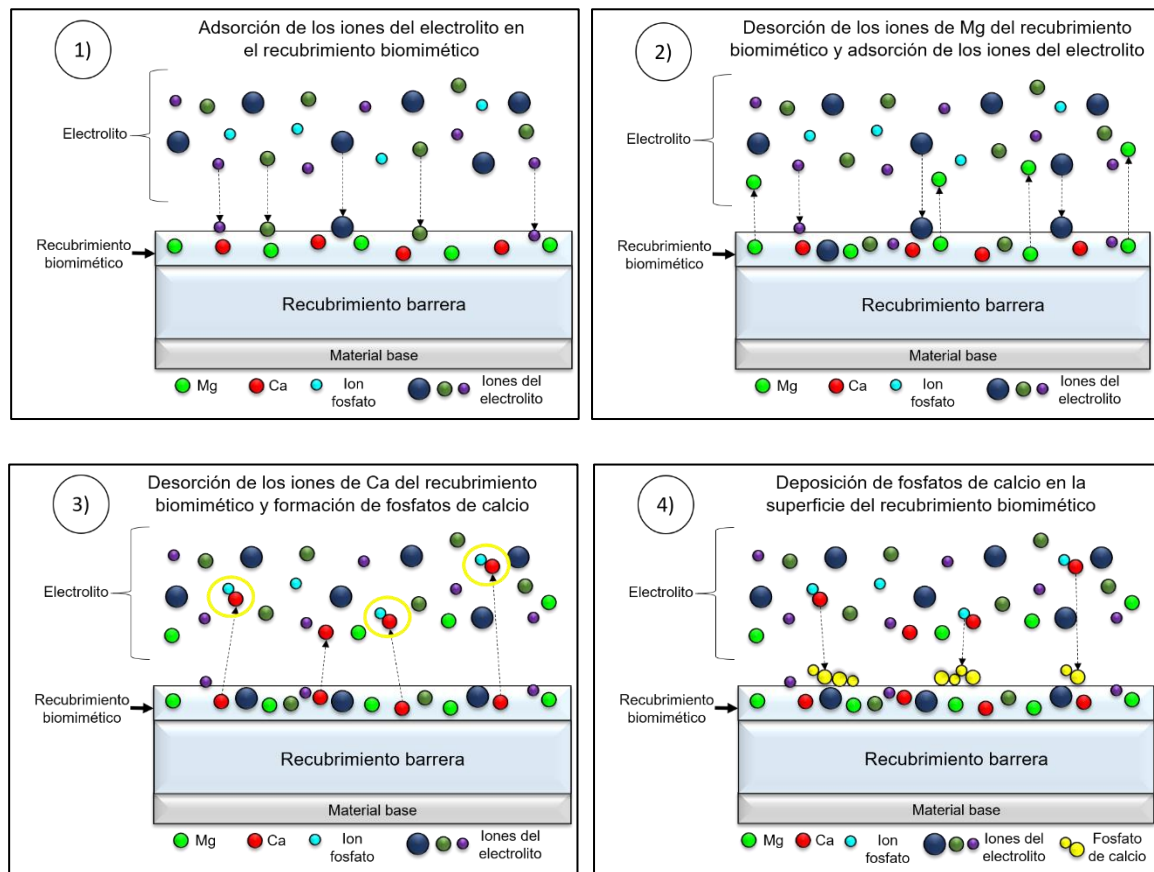 1)
Adsorción de los iones del electrolito en
el recubrimiento biomimético
Electrolito
Recubrimiento
biomimético
Recubrimiento barrera
Material base
Mg
Ca
Ion
fosfato
Iones del
electrolito
2)
Desorción de los iones de Mg del recubrimiento
biomimético y adsorción de los iones del electrolito
Electrolito
Recubrimiento
biomimético
Recubrimiento barrera
Material base
Mg
Ca
Ion
fosfato
Iones del
electrolito
3)
Desorción de los iones de Ca del recubrimiento
biomimético y formación de fosfatos de calcio
Electrolito
Recubrimiento
biomimético
Recubrimiento barrera
Material base
Mg
Ca
Ion
fosfato
Iones del
electrolito
4)
Deposición de fosfatos de calcio en la
superficie del recubrimiento biomimético
Electrolito
Recubrimiento
biomimético
Recubrimiento barrera
Material base
Mg
Ca
Ion
fosfato
Iones del
electrolito
Fosfato
de calcio